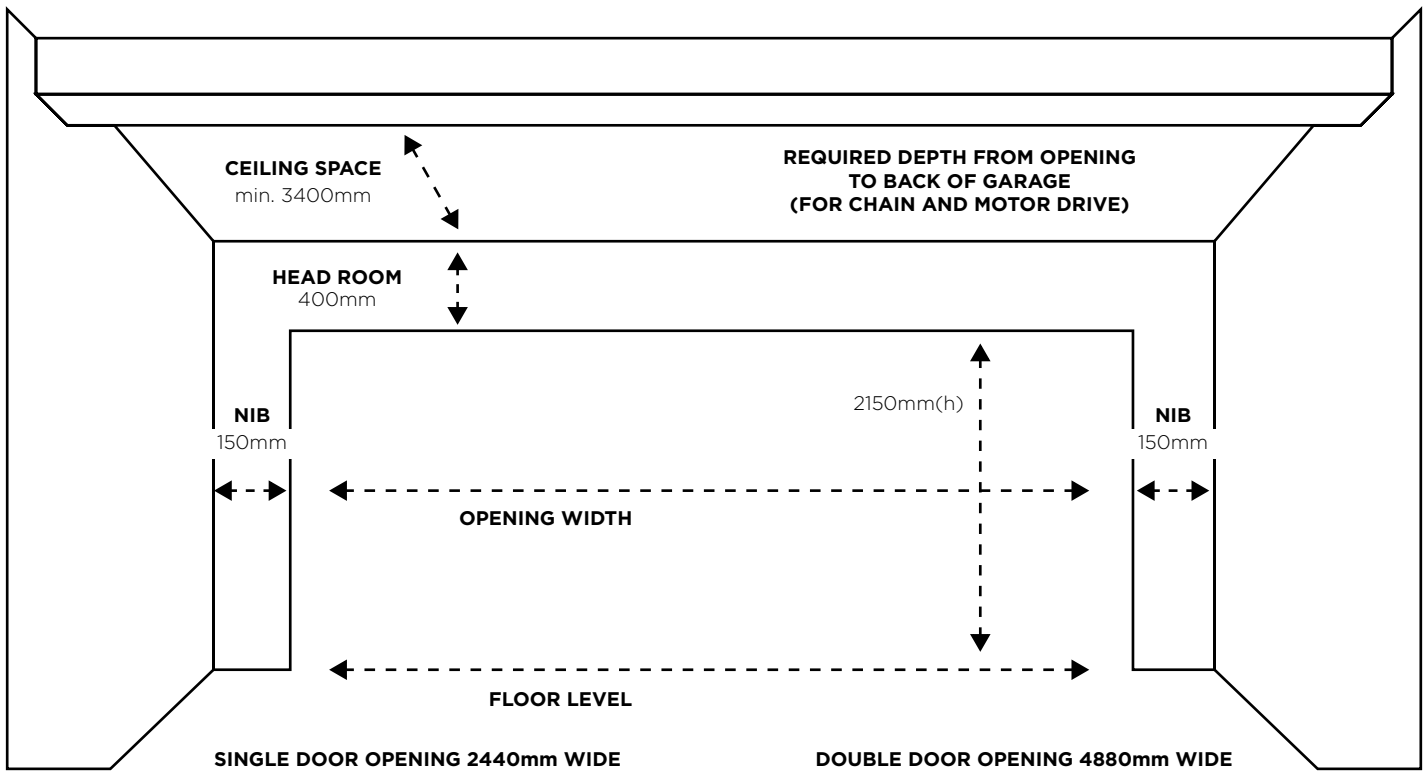 CEILING SPACE
min. 3400mm
REQUIRED DEPTH FROM OPENING
TO BACK OF GARAGE
(FOR CHAIN AND MOTOR DRIVE)
HEAD ROOM
400mm
2150mm(h)
NIB
150mm
NIB
150mm
OPENING WIDTH
FLOOR LEVEL
SINGLE DOOR OPENING 2440mm WIDE
DOUBLE DOOR OPENING 4880mm WIDE